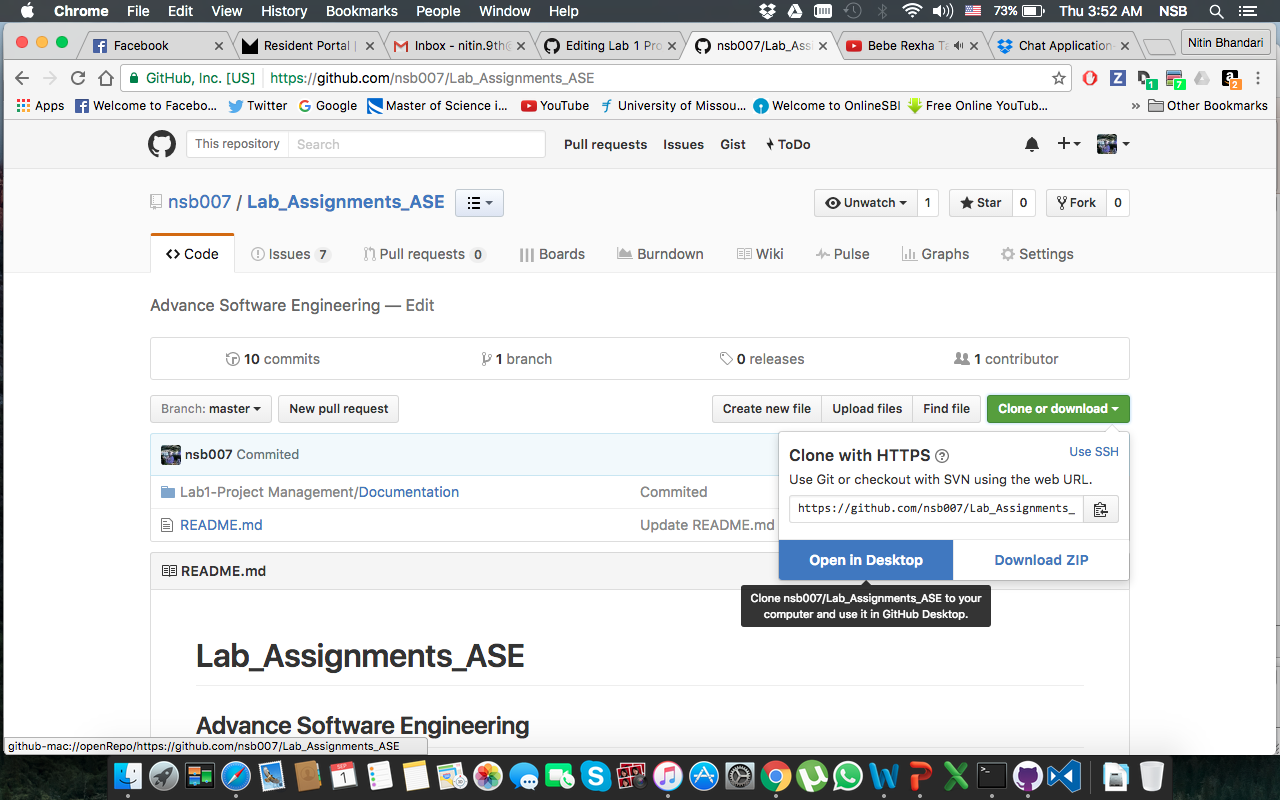 Chrome File Edit View History Bookmarks People Window Help 73% Thu 3:52 AM NSB
Facebook Resident Portal | Inbox - nitin.9th@ Editing Lab 1 Pro nsb007/Lab_Ass Bebe Rexha Ta Chat Application Nitin Bhandari
GitHub, Inc. [US] https://github.com/nsb007/Lab_Assignments_ASE
Apps Welcome to Facebo... Twitter Google Master of Science i... YouTube University of Missou... Welcome to OnlineSBI Free Online YouTub... » Other Bookmarks
This repository Search Pull requests Issues Gist ToDo
nsb007 / Lab_Assignments_ASE Unwatch 1 Star 0 Fork 0
Code Issues 7 Pull requests 0 Boards Burndown Wiki Pulse Graphs Settings
Advance Software Engineering — Edit
10 commits 1 branch 0 releases 1 contributor
Branch: master New pull request Create new file Upload files Find file Clone or download
nsb007 Commited
Clone with HTTPS Use SSH
Use Git or checkout with SVN using the web URL.
Lab1-Project Management/Documentation Commited
https://github.com/nsb007/Lab_Assignments_
README.md Update README.md
Open in Desktop Download ZIP
README.md
Clone nsb007/Lab_Assignments_ASE to your
computer and use it in GitHub Desktop.
Lab_Assignments_ASE
Advance Software Engineering
github-mac://openRepo/https://github.com/nsb007/Lab_Assignments_ASE